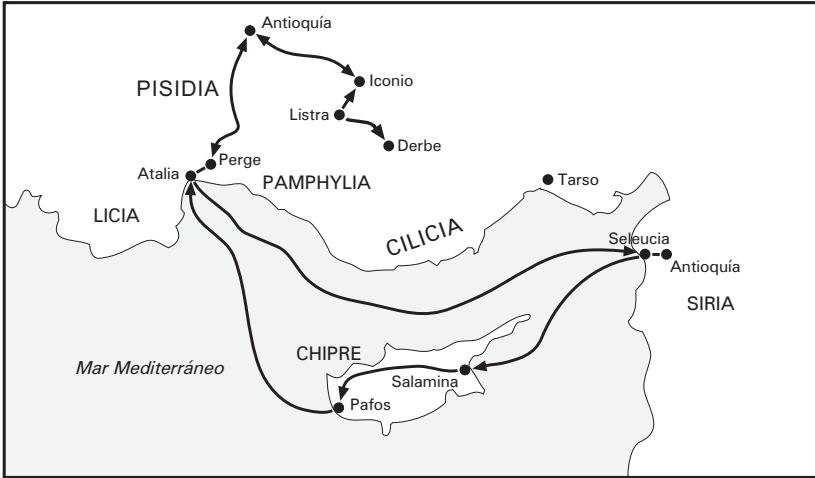 Antioquía
PISIDIA
Iconio
Listra
Derbe
Perge
Atalia
PAMPHYLIA
Tarso
LICIA
CILICIA
Seleucia
Antioquía
SIRIA
CHIPRE
Mar Mediterráneo
Salamina
Pafos